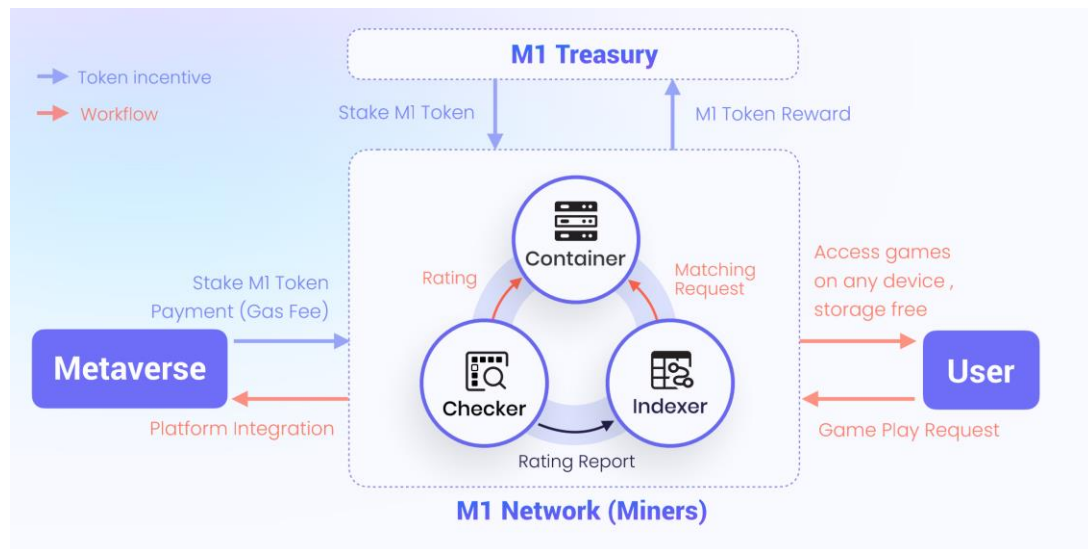 M1 Treasury
Token incentive
Workflow
Stake M1 Token
M1 Token Reward
Container
Rating
Matching
Request
Access games
on any device ,
storage free
Stake M1 Token
Payment (Gas Fee)
Metaverse
User
Checker
Indexer
Platform Integration
Game Play Request
Rating Report
M1 Network (Miners)